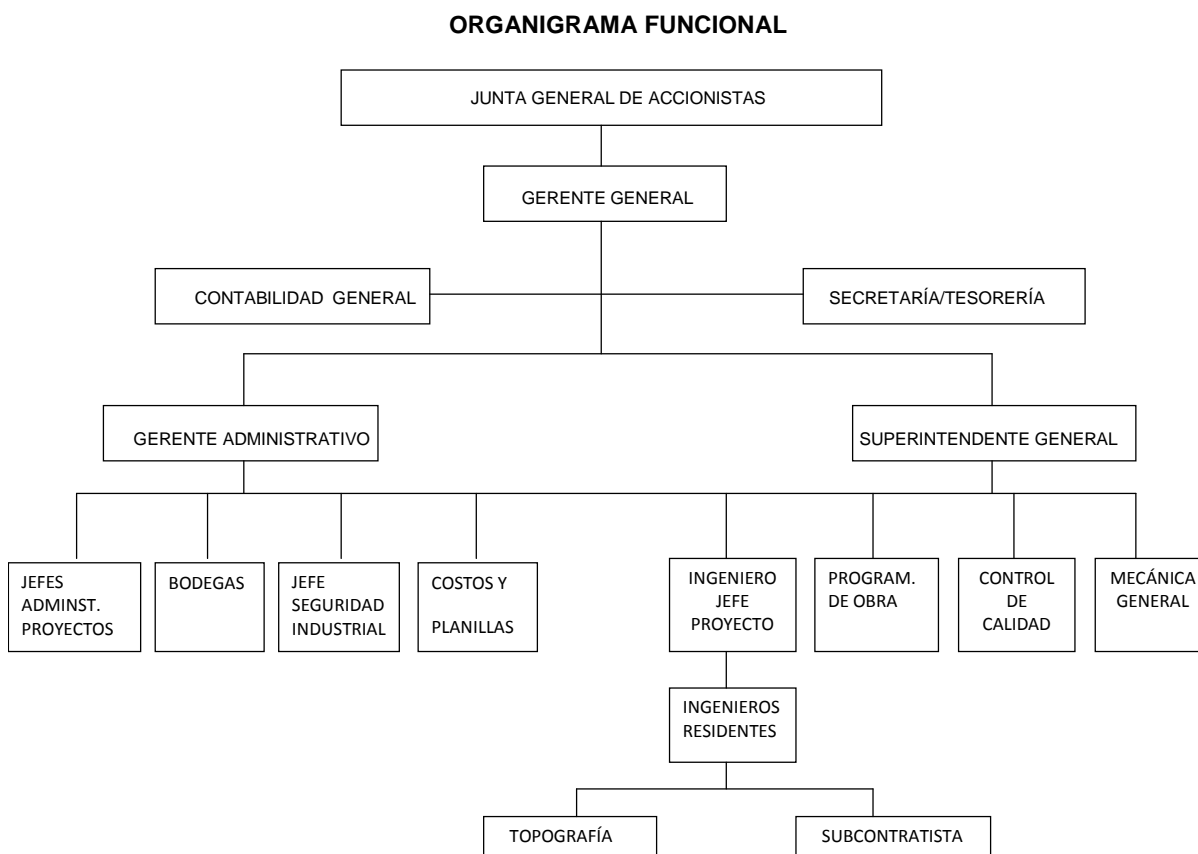 ORGANIGRAMA FUNCIONAL
JUNTA GENERAL DE ACCIONISTAS
GERENTE GENERAL
CONTABILIDAD GENERAL
SECRETARÍA/TESORERÍA
GERENTE ADMINISTRATIVO
SUPERINTENDENTE GENERAL
JEFES
ADMINST.
PROYECTOS
BODEGAS
JEFE
SEGURIDAD
INDUSTRIAL
COSTOS Y
PLANILLAS
INGENIERO
JEFE
PROYECTO
PROGRAM.
DE OBRA
CONTROL
DE
CALIDAD
MECÁNICA
GENERAL
INGENIEROS
RESIDENTES
TOPOGRAFÍA
SUBCONTRATISTA